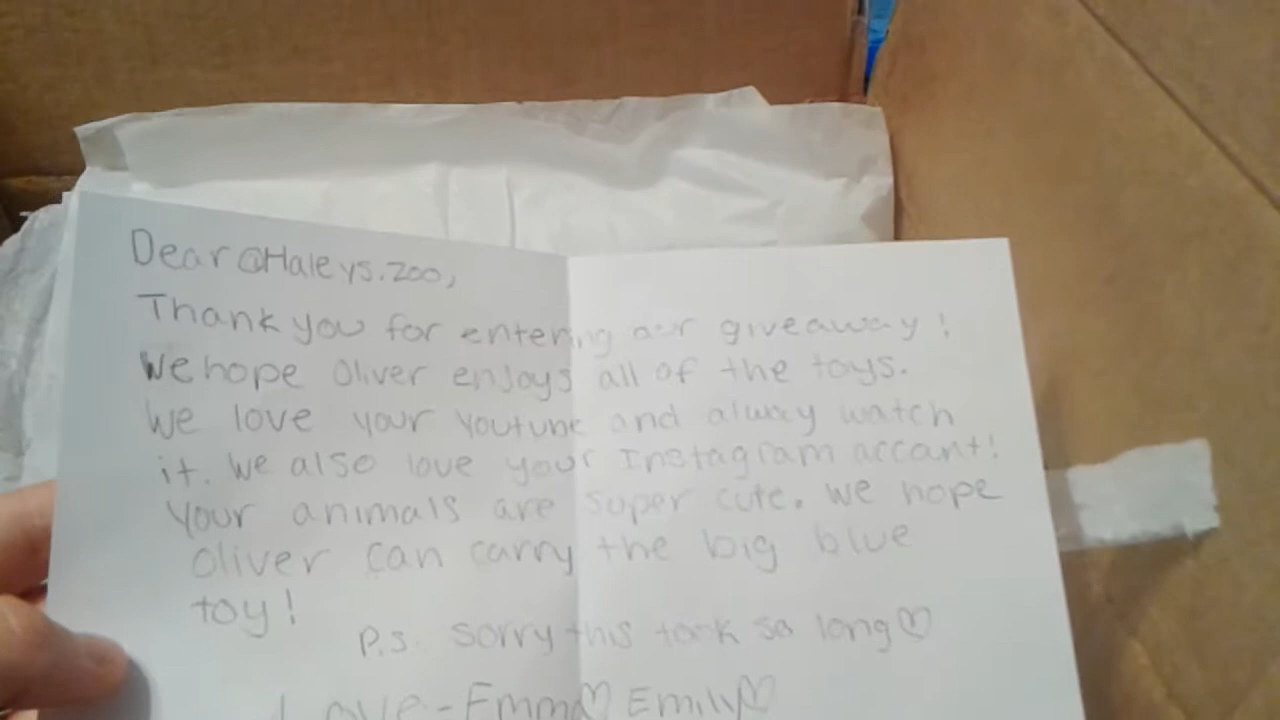 Dear @Haleys.zoo,
Thank you for entering our giveaway!
We hope Oliver enjoys all of the toys.
We love your Youtube and alway watch
it. We also love your Instagram accant!
Your animals are super cute. We hope
Oliver can carry the big blue
toy!
P.s. sorry this took so long♡
Love-Emma♡ Emily♡